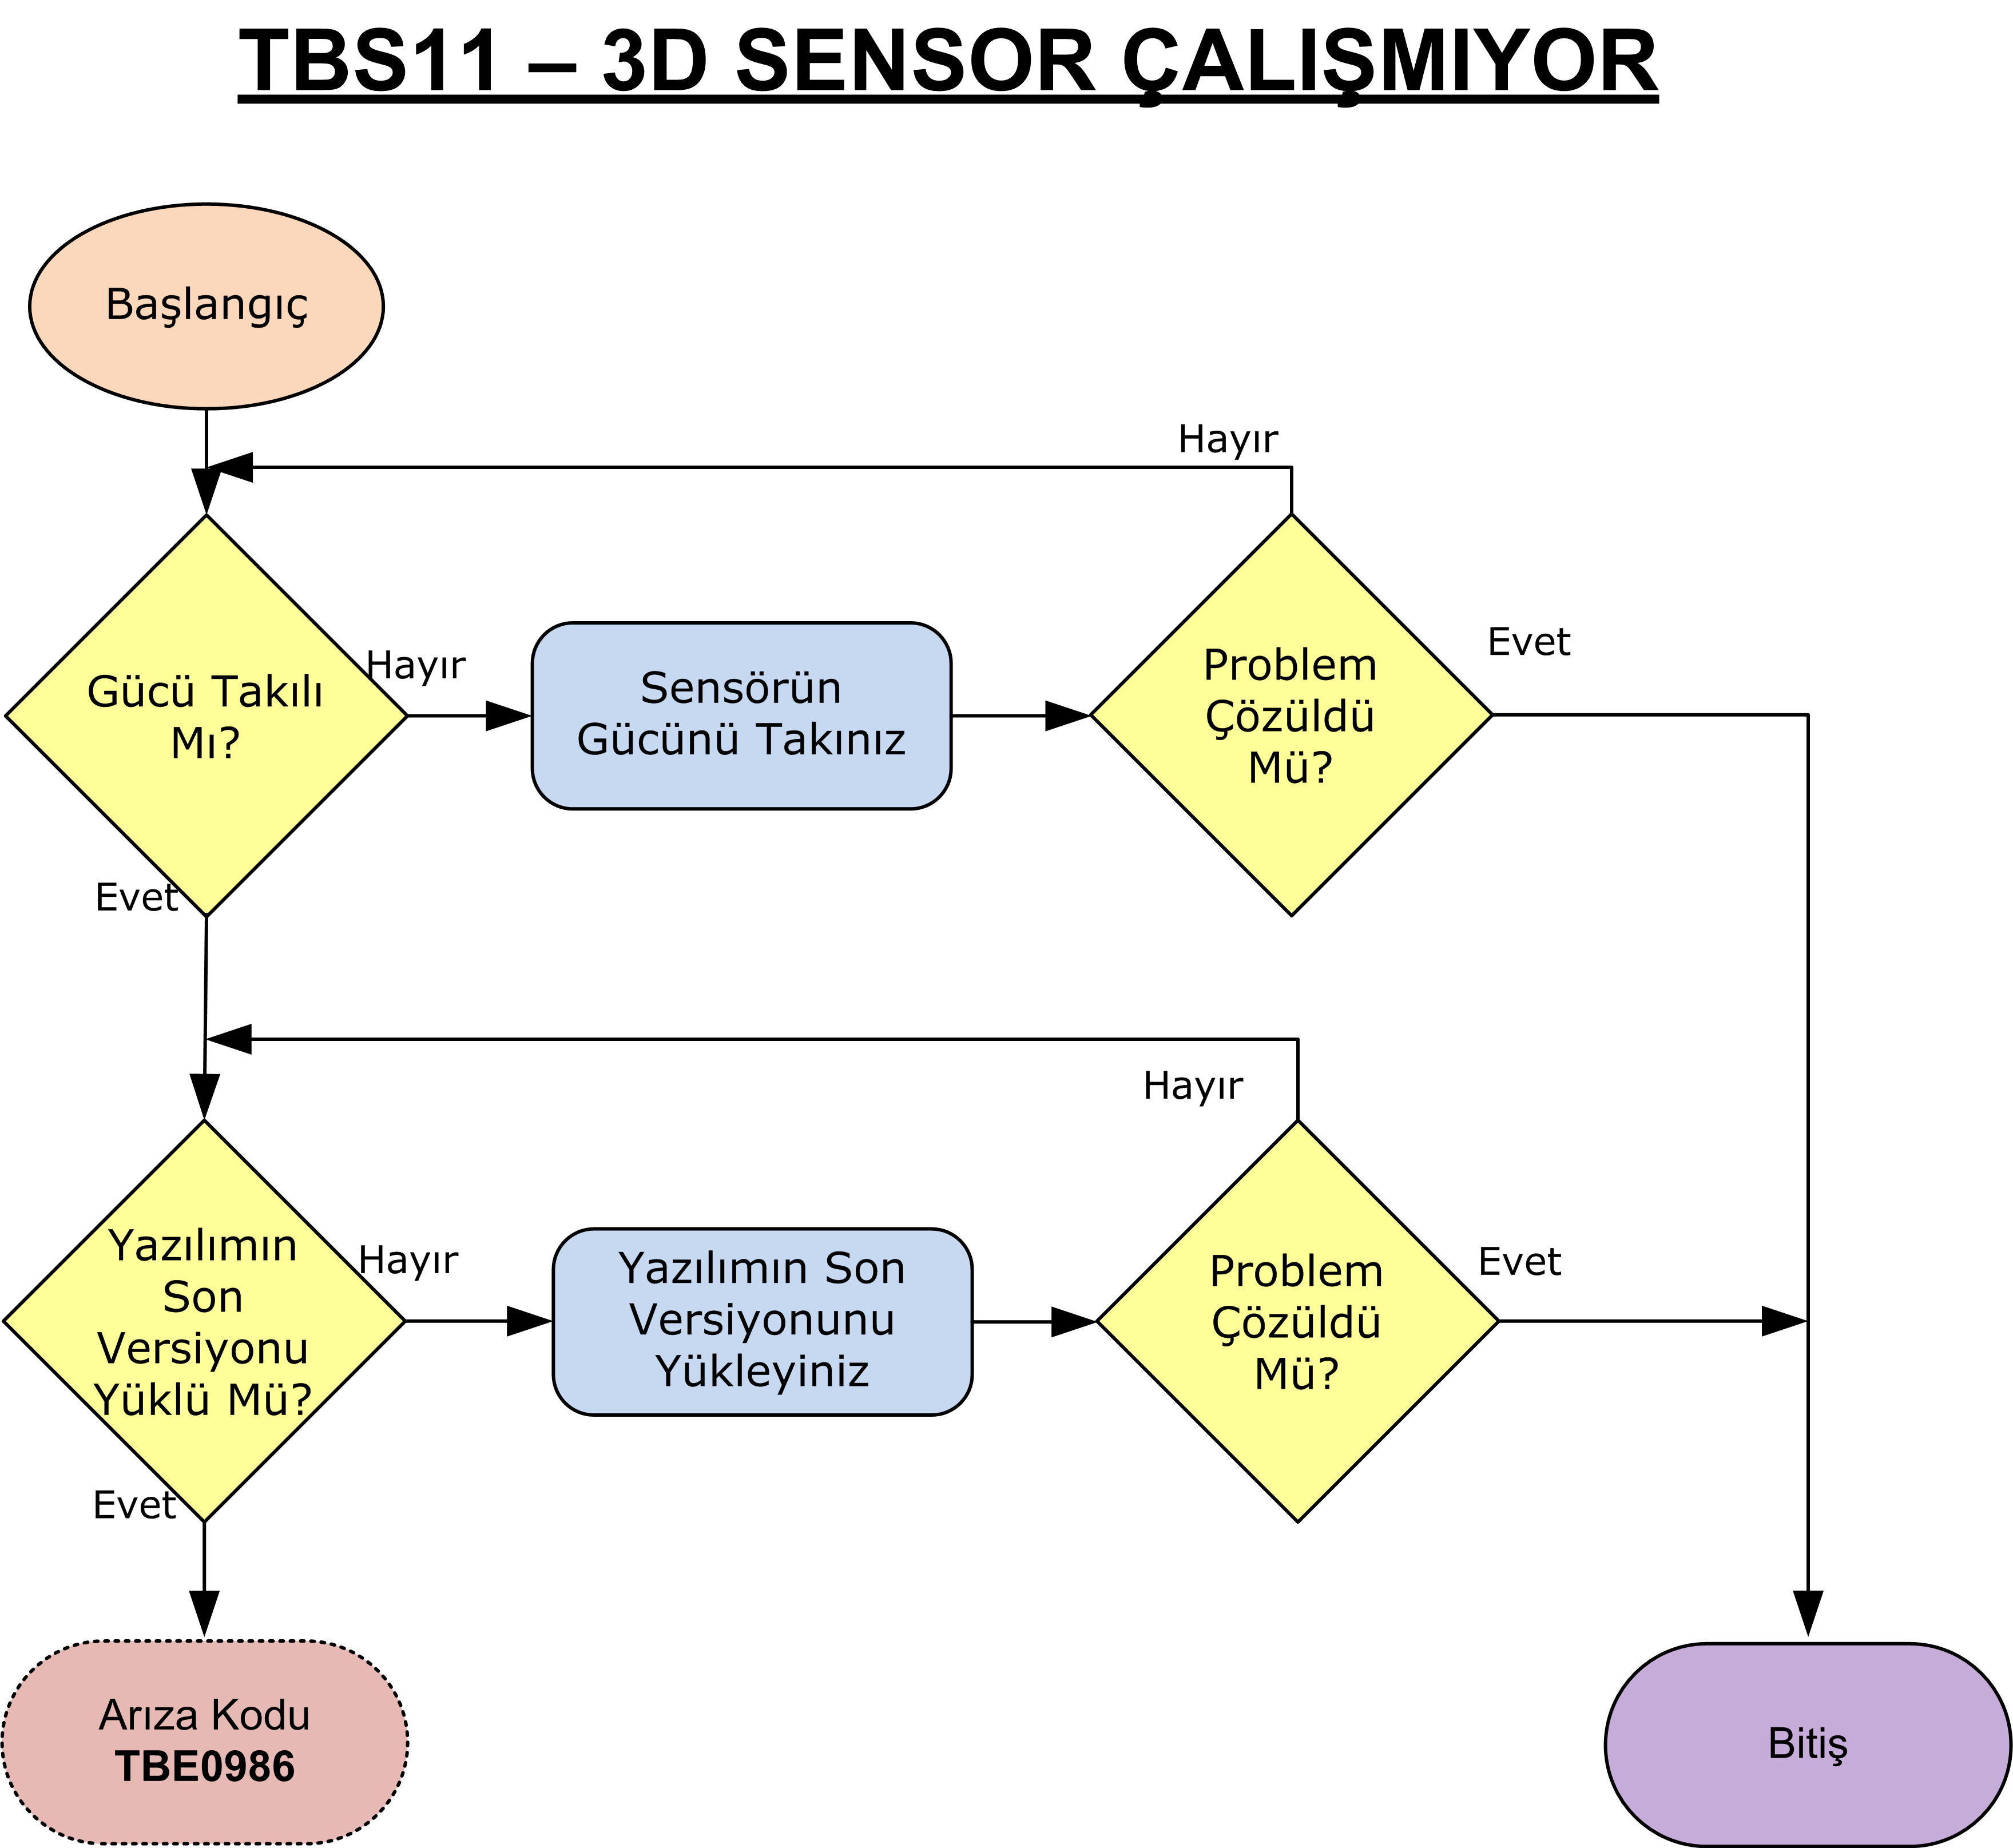 TBS11 – 3D SENSOR ÇALIŞMIYOR
Başlangıç
Hayır
Gücü Takılı
Mı?
Hayır
Sensörün
Gücünü Takınız
Problem
Çözüldü
Mü?
Evet
Evet
Hayır
Yazılımın
Son
Versiyonu
Yüklü Mü?
Hayır
Yazılımın Son
Versiyonunu
Yükleyiniz
Problem
Çözüldü
Mü?
Evet
Evet
Arıza Kodu
TBE0986
Bitiş